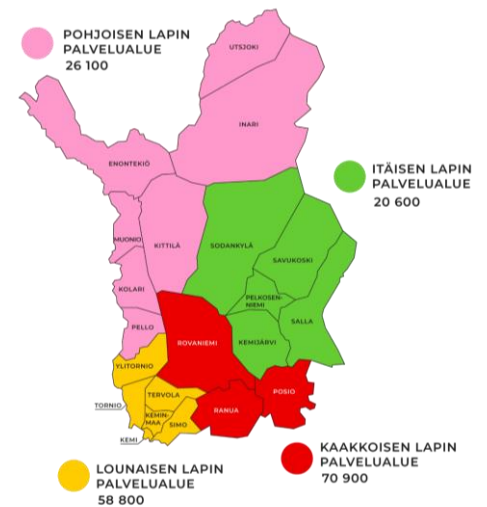 POHJOISEN LAPIN
PALVELUALUE
26 100
UTSJOKI
INARI
ENONTEKIÖ
ITÄISEN LAPIN
PALVELUALUE
20 600
MUONIO
KITTILÄ
SODANKYLÄ
SAVUKOSKI
KOLARI
PELKOSEN-
NIEMI
SALLA
PELLO
ROVANIEMI
KEMIJÄRVI
YLITORNIO
TERVOLA
POSIO
TORNIO
KEMIN-
MAA
RANUA
SIMO
KEMI
KAAKKOISEN LAPIN
PALVELUALUE
70 900
LOUNAISEN LAPIN
PALVELUALUE
58 800